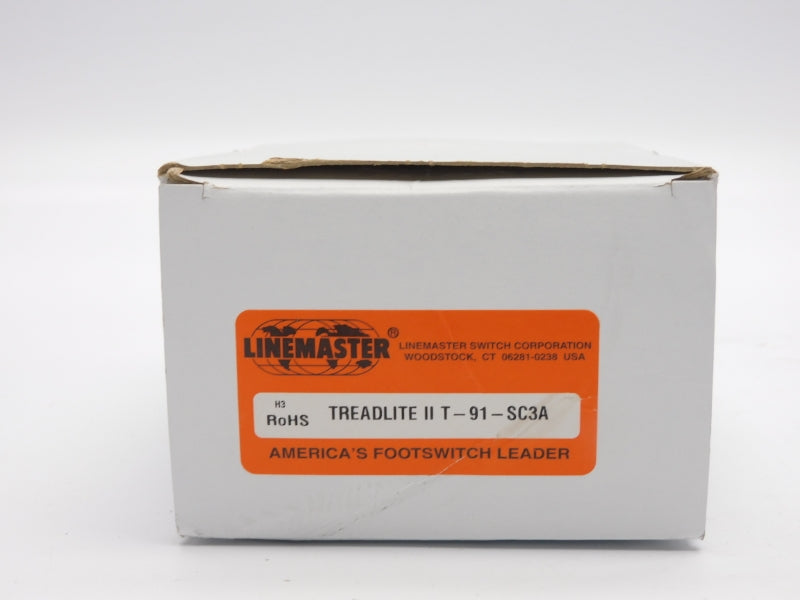 LINEMASTER®
LINEMASTER SWITCH CORPORATION
WOODSTOCK, CT 06281-0238 USA
H3
RoHS TREADLITE II T-91-SC3A
AMERICA'S FOOTSWITCH LEADER